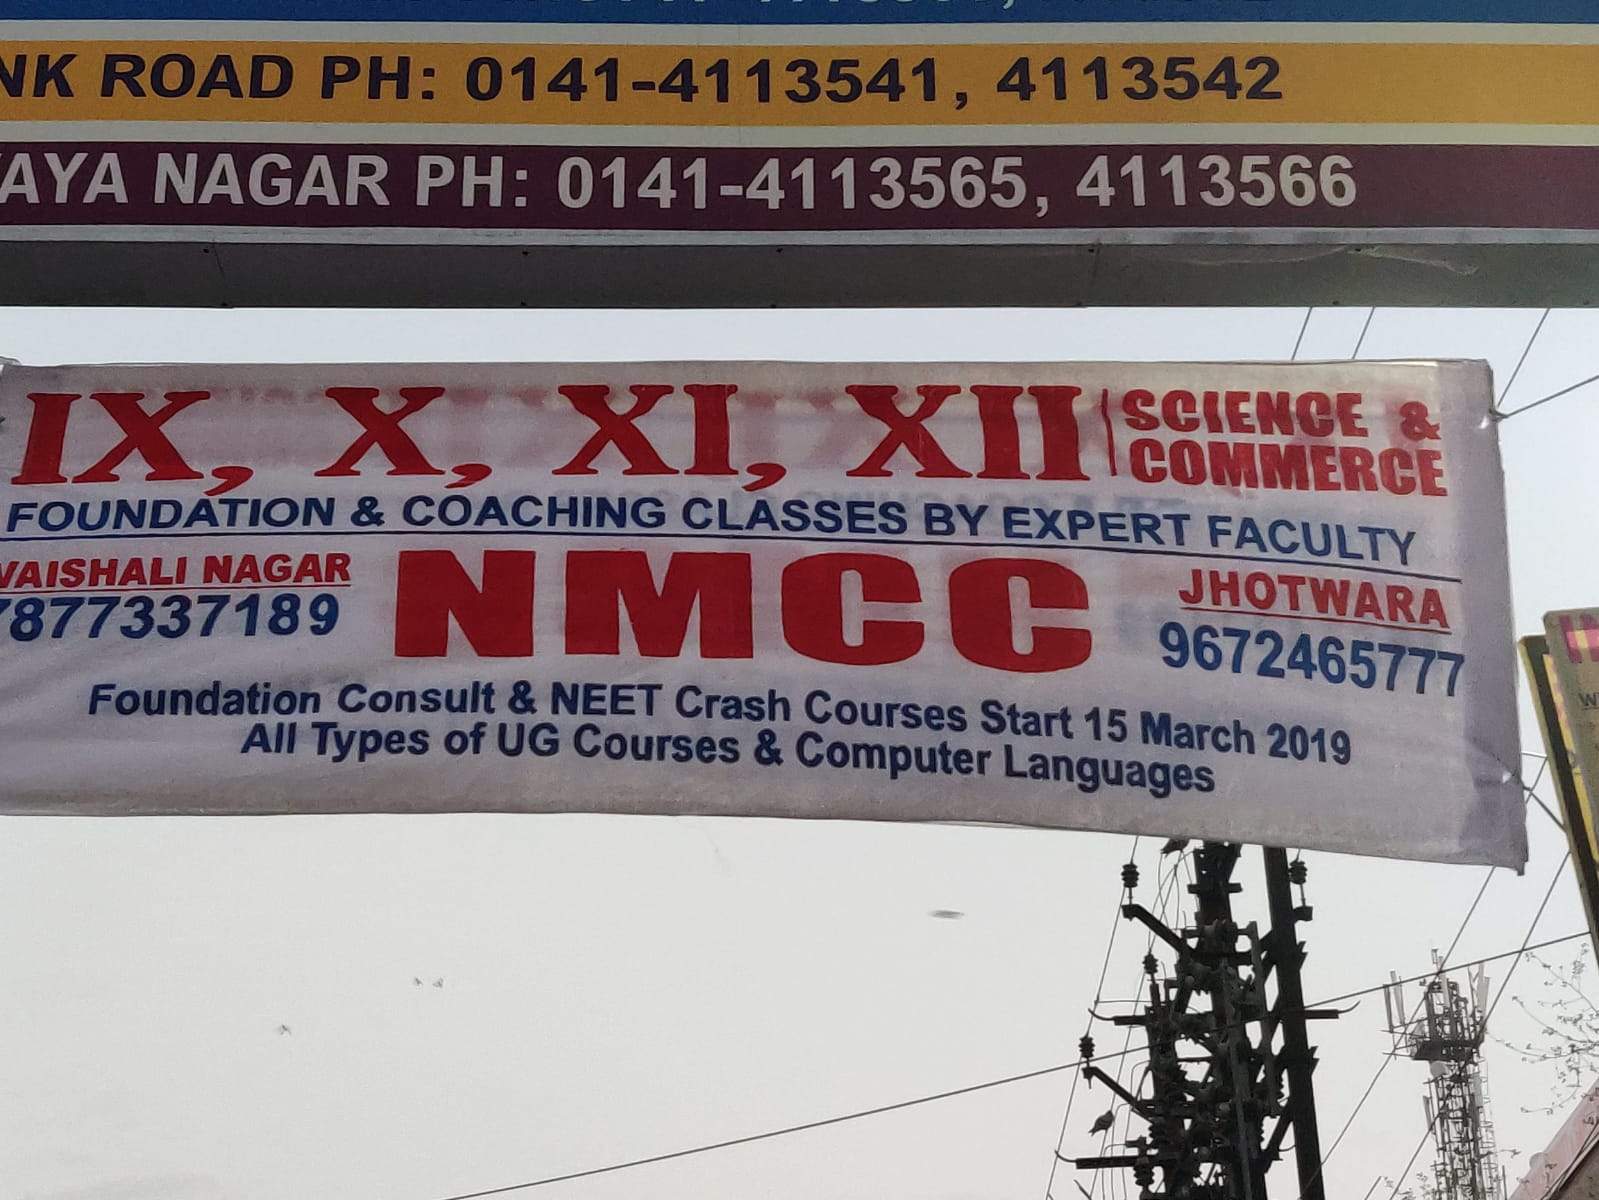 NK ROAD PH: 0141-4113541, 4113542
AYA NAGAR PH: 0141-4113565, 4113566
IX, X, XI, XII SCIENCE & COMMERCE
FOUNDATION & COACHING CLASSES BY EXPERT FACULTY
VAISHALI NAGAR
7877337189
NMCC
JHOTWARA
9672465777
Foundation Consult & NEET Crash Courses Start 15 March 2019
All Types of UG Courses & Computer Languages